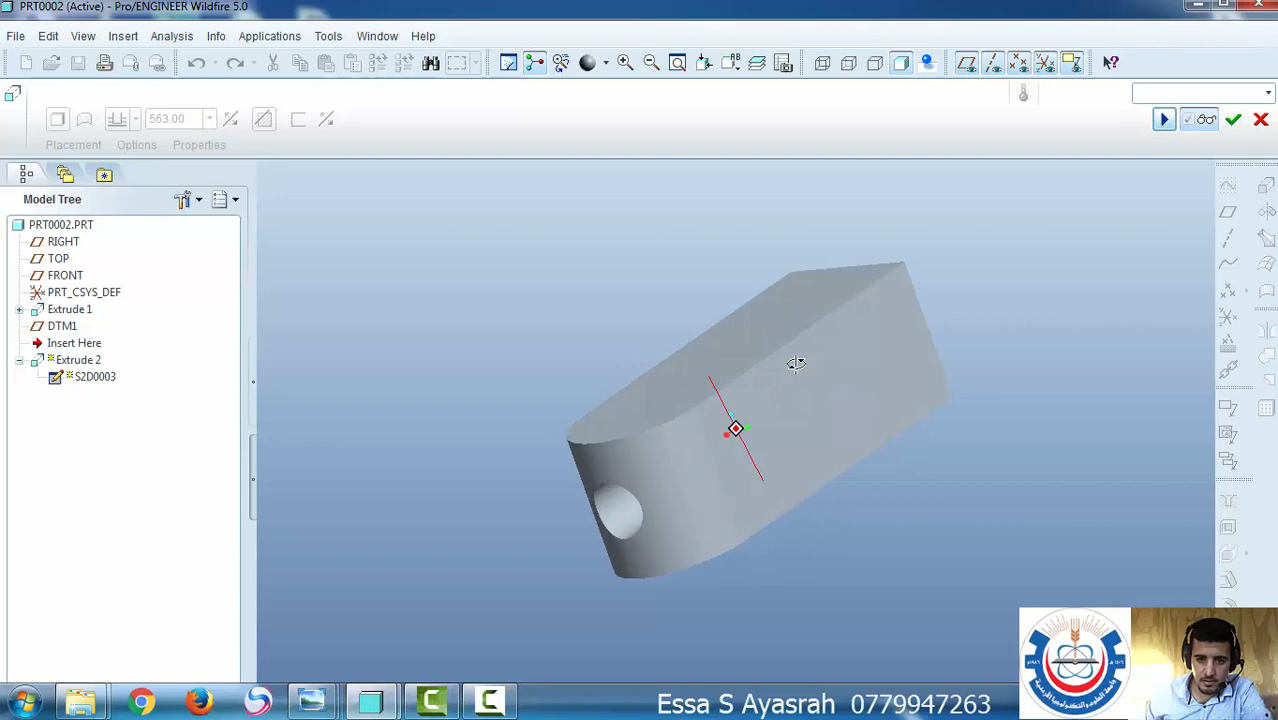 PRT0002 (Active) - Pro/ENGINEER Wildfire 5.0
File Edit View Insert Analysis Info Applications Tools Window Help
563.00
Placement Options Properties
Model Tree
PRT0002.PRT
RIGHT
TOP
FRONT
PRT_CSYS_DEF
Extrude 1
DTM1
Insert Here
Extrude 2
S2D0003
Essa S Ayasrah 0779947263